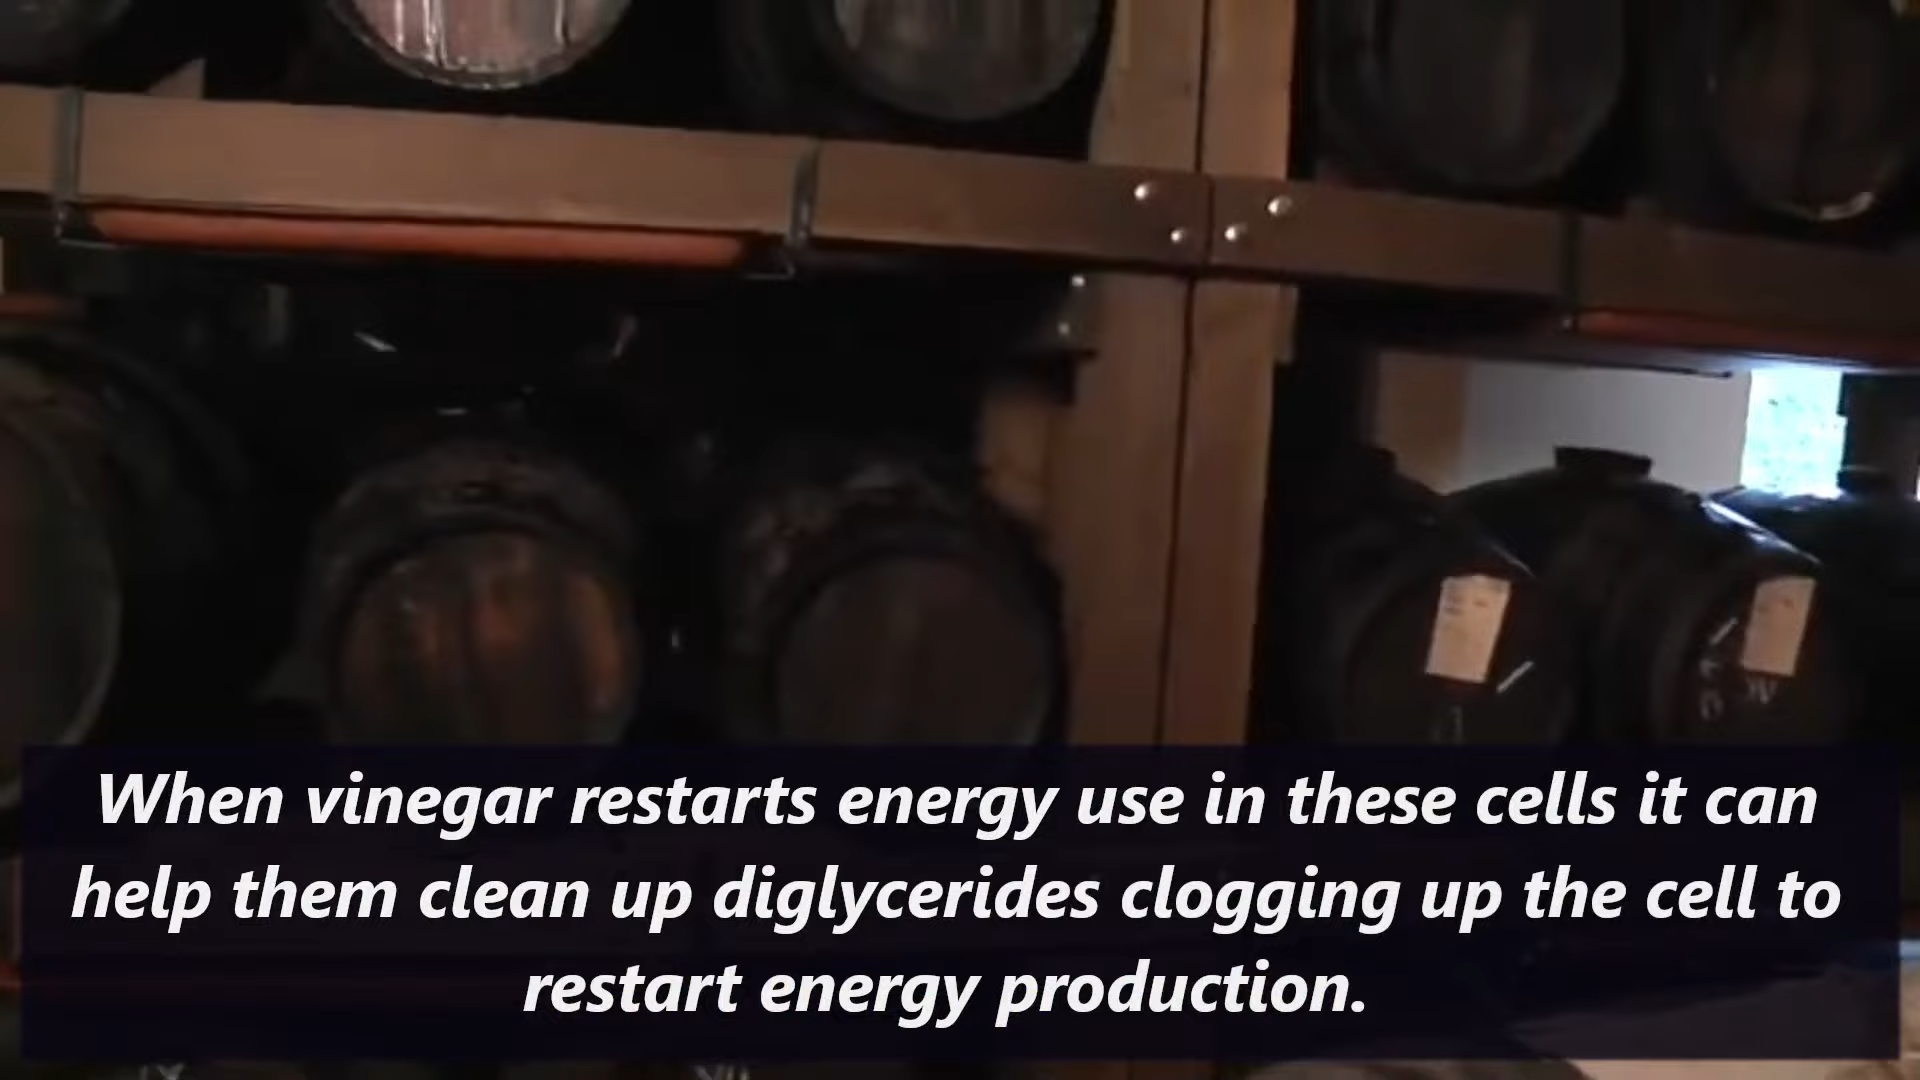 When vinegar restarts energy use in these cells it can
help them clean up diglycerides clogging up the cell to
restart energy production.